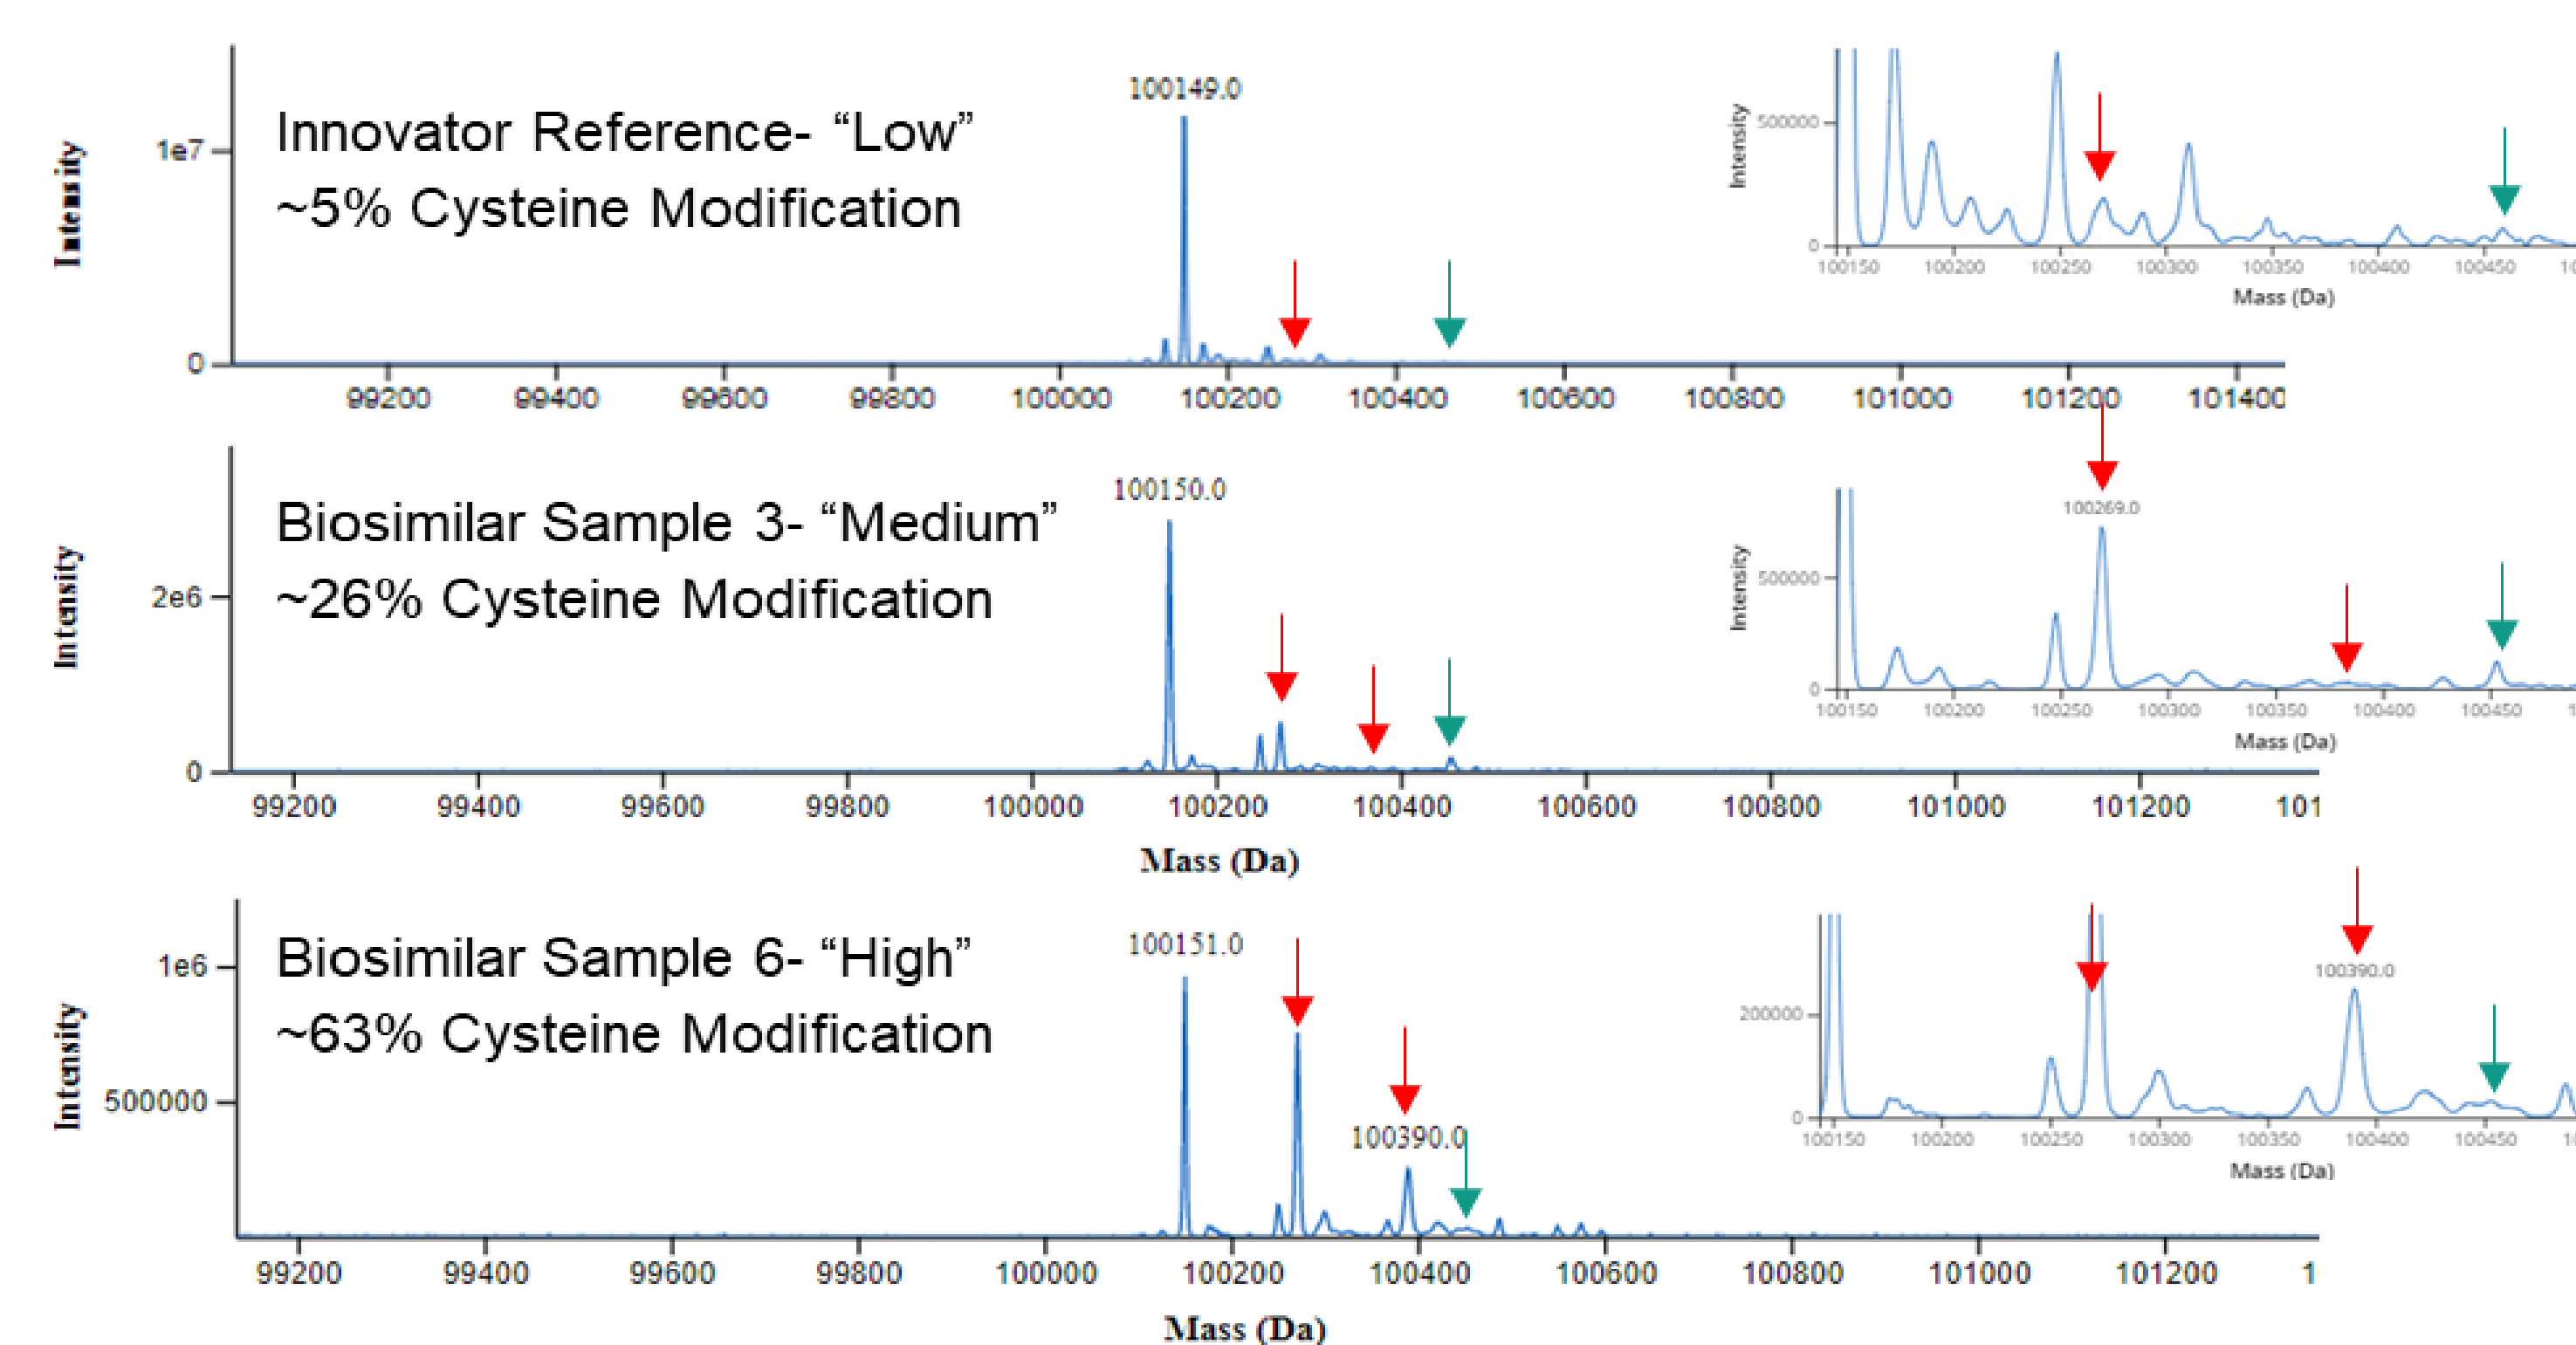 100149.0
Innovator Reference- “Low”
~5% Cysteine Modification
Intensity
1e7
0
99200 99400 99600 99800 100000 100200 100400 100600 100800 101000 101200 101400
Intensity
500000
0
100150 100200 100250 100300 100350 100400 100450
Mass (Da)
100150.0
Biosimilar Sample 3- “Medium”
~26% Cysteine Modification
Intensity
2e6
0
99200 99400 99600 99800 100000 100200 100400 100600 100800 101000 101200 101
Mass (Da)
100269.0
Intensity
500000
0
100150 100200 100250 100300 100350 100400 100450
Mass (Da)
100151.0
Biosimilar Sample 6- “High”
~63% Cysteine Modification
Intensity
1e6
500000
100390.0
99200 99400 99600 99800 100000 100200 100400 100600 100800 101000 101200 1
Mass (Da)
100390.0
200000
0
100150 100200 100250 100300 100350 100400 100450
Mass (Da)